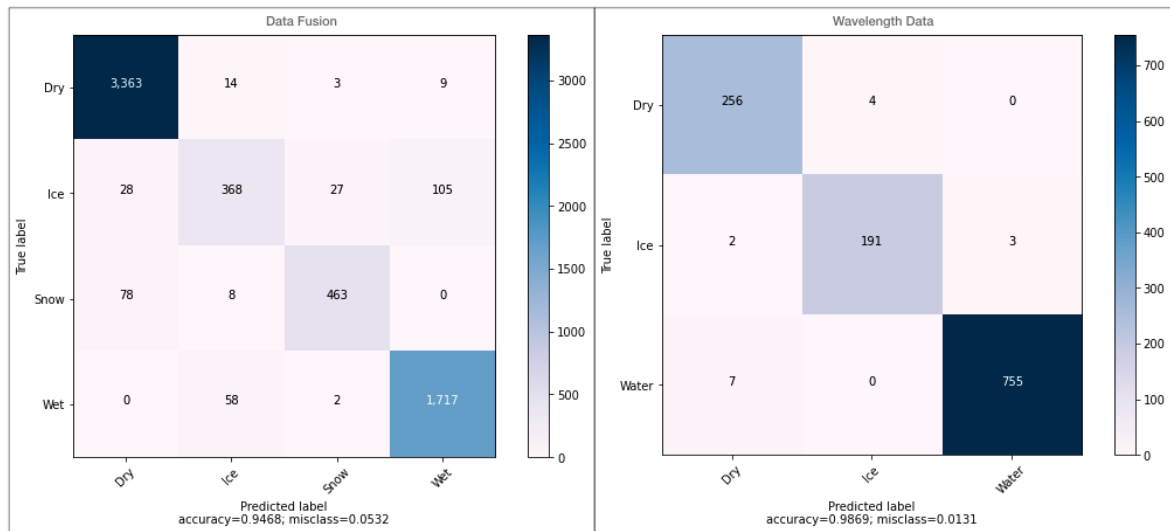 Data Fusion
Dry 3,363 14 3 9
Ice 28 368 27 105
Snow 78 8 463 0
Wet 0 58 2 1,717
True label
Dry Ice Snow Wet
Predicted label
accuracy=0.9468; misclass=0.0532
3000
2500
2000
1500
1000
500
0
Wavelength Data
Dry 256 4 0
Ice 2 191 3
Water 7 0 755
True label
Dry Ice Water
Predicted label
accuracy=0.9869; misclass=0.0131
700
600
500
400
300
200
100
0